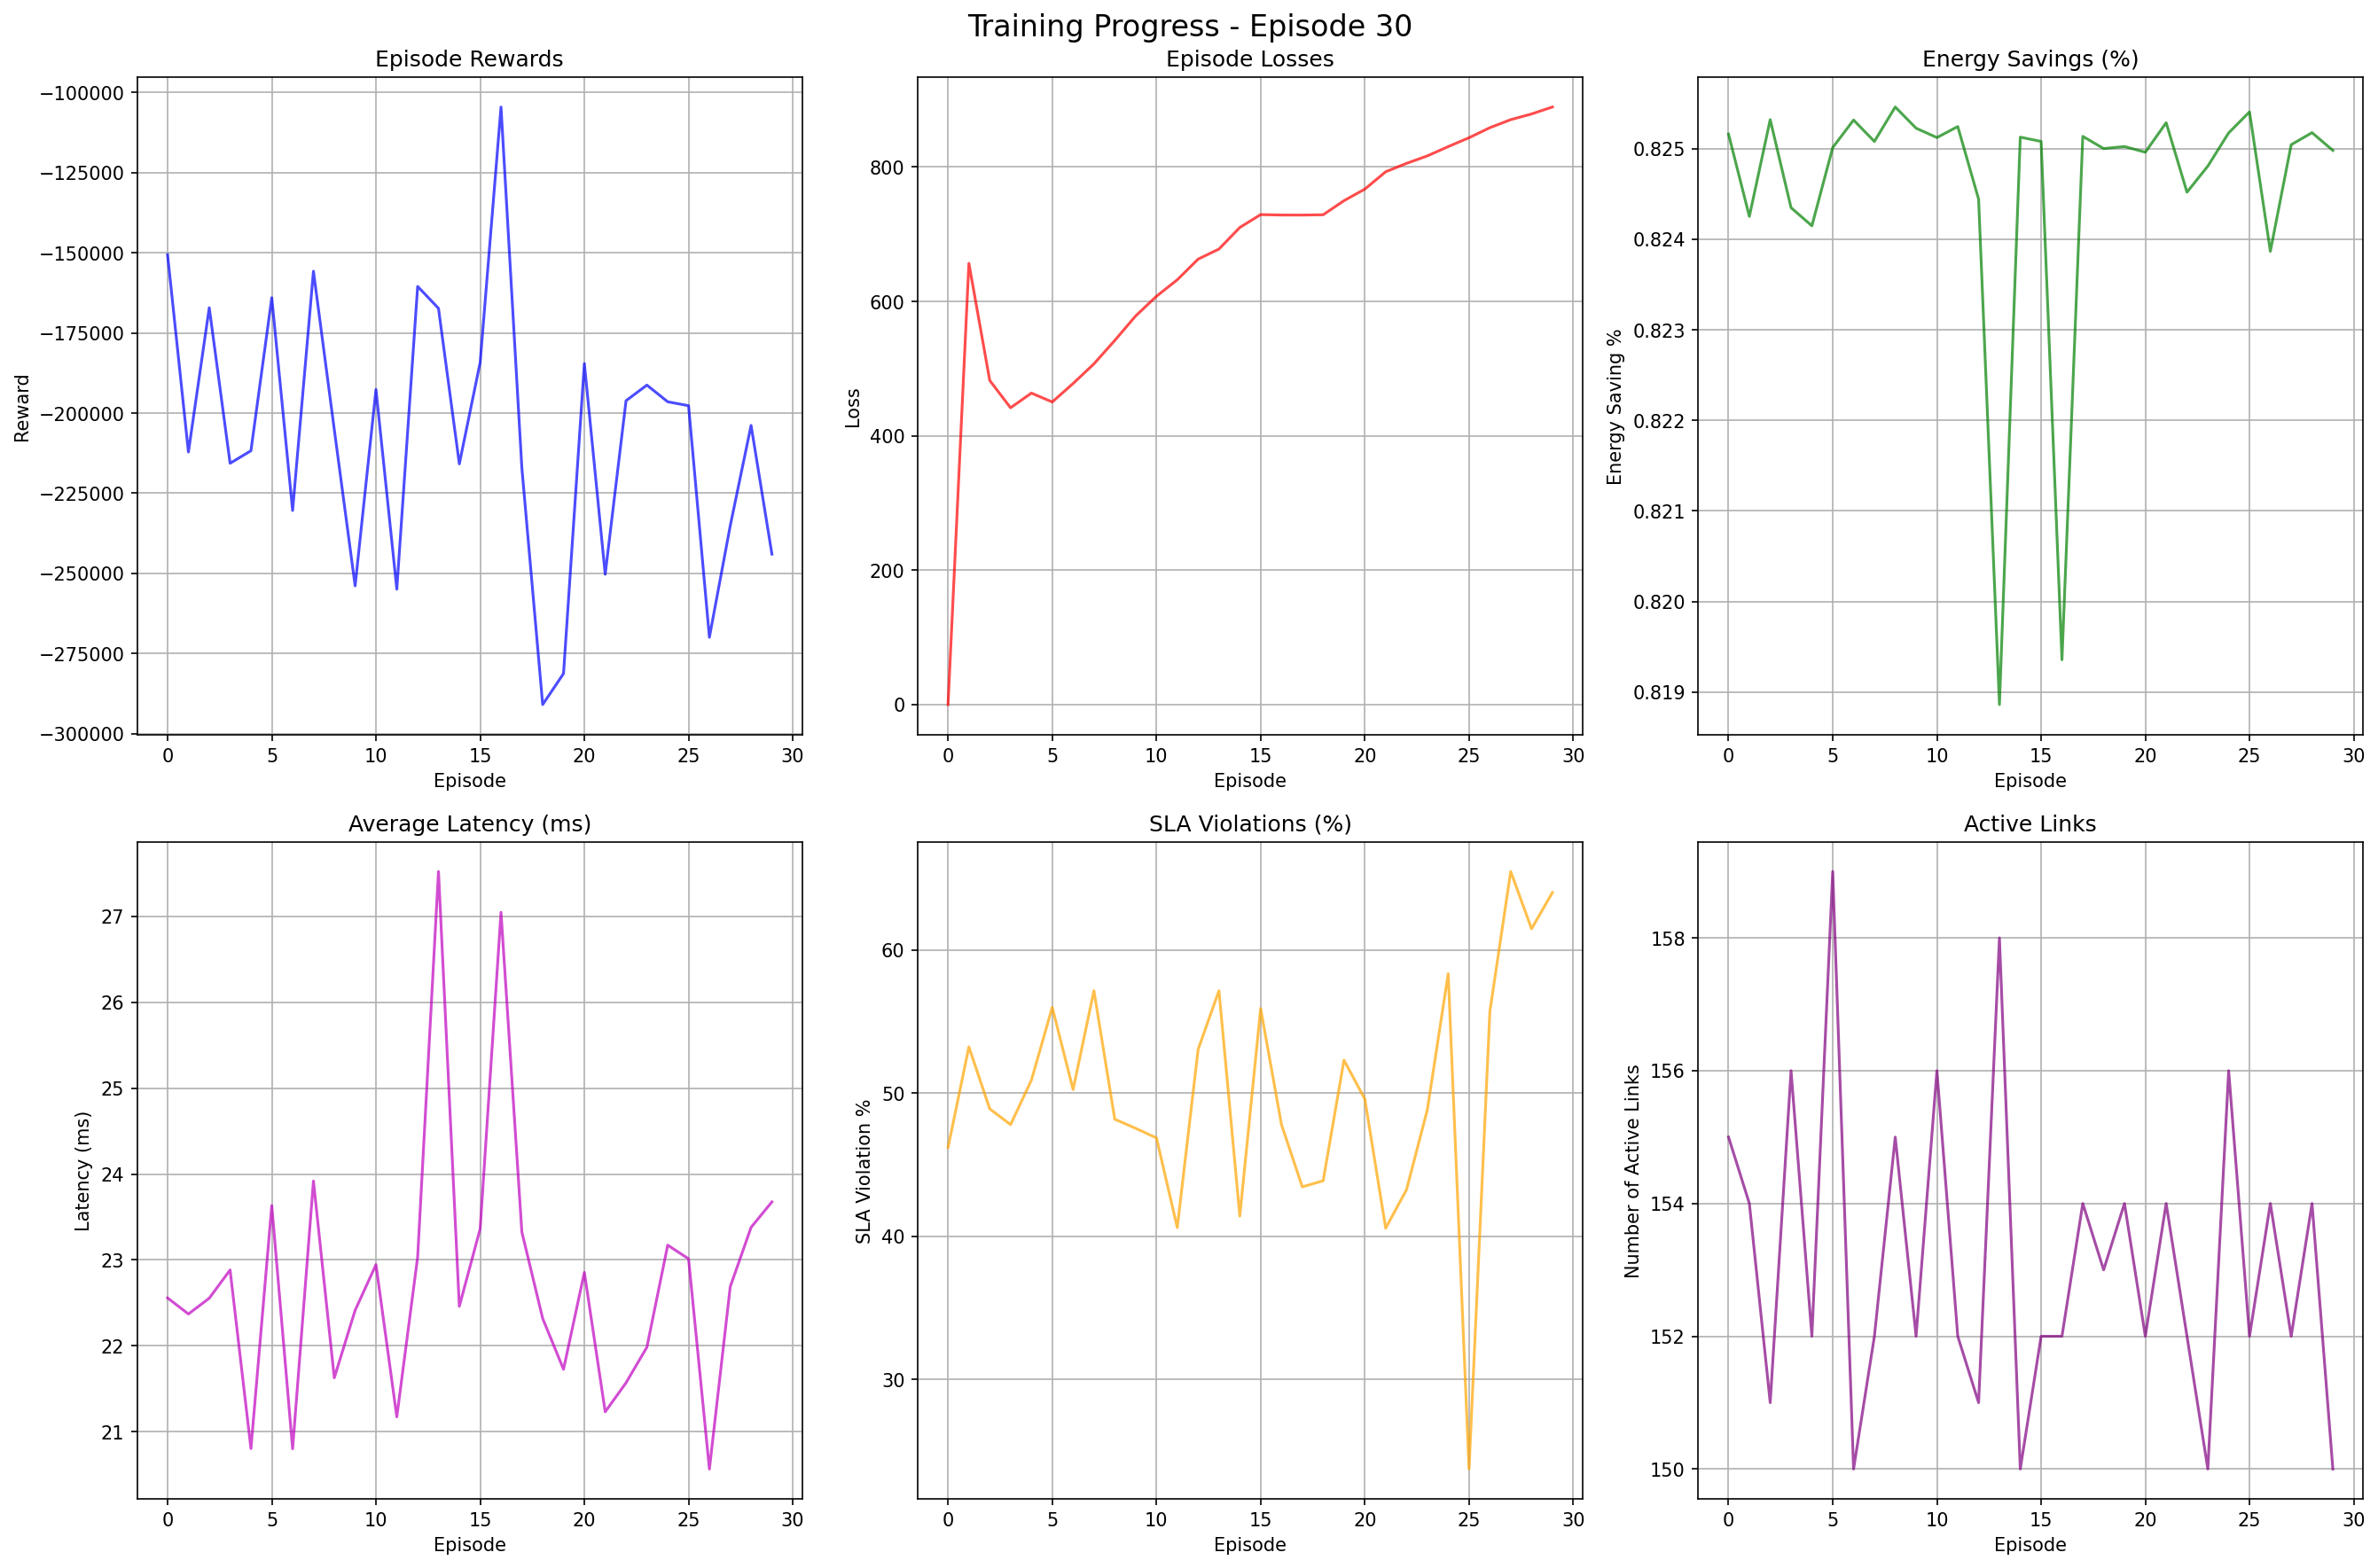 Training Progress - Episode 30
Episode Rewards
Reward
−100000
−125000
−150000
−175000
−200000
−225000
−250000
−275000
−300000
0 5 10 15 20 25 30
Episode
Episode Losses
Loss
800
600
400
200
0
0 5 10 15 20 25 30
Episode
Energy Savings (%)
Energy Saving %
0.825
0.824
0.823
0.822
0.821
0.820
0.819
0 5 10 15 20 25 30
Episode
Average Latency (ms)
Latency (ms)
27
26
25
24
23
22
21
0 5 10 15 20 25 30
Episode
SLA Violations (%)
SLA Violation %
60
50
40
30
0 5 10 15 20 25 30
Episode
Active Links
Number of Active Links
158
156
154
152
150
0 5 10 15 20 25 30
Episode